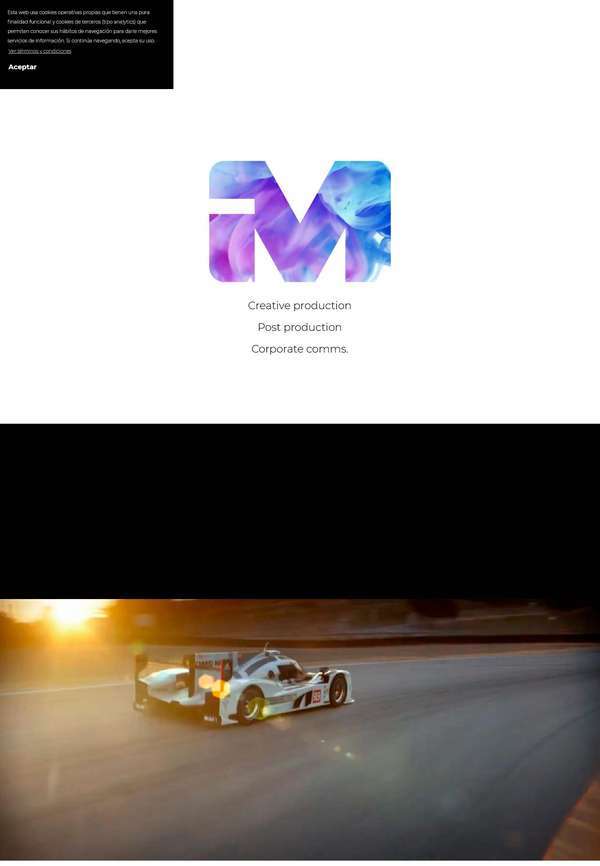 Esta web usa cookies operativas propias que tienen una pura
finalidad funcional y cookies de terceros (tipo analytics) que
permiten conocer sus hábitos de navegación para darle mejores
servicios de información. Si continúa navegando, acepta su uso.
Ver términos y condiciones
Aceptar
Creative production
Post production
Corporate comms.